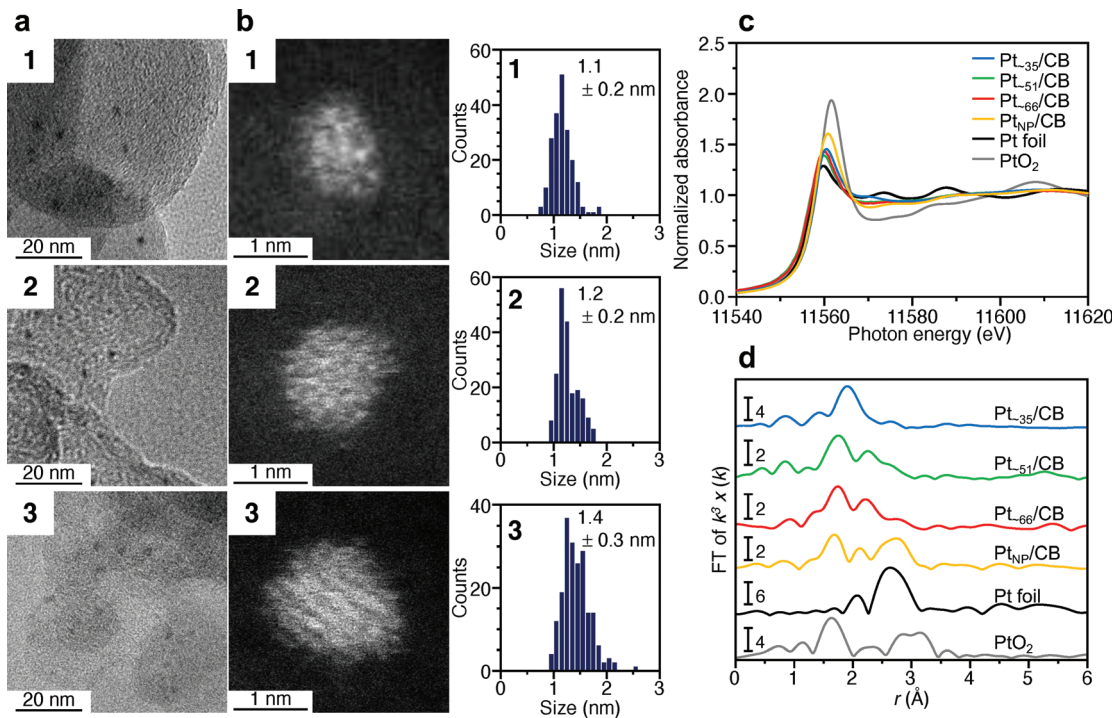 a
1
20 nm
2
20 nm
3
20 nm
b
1
1 nm
2
1 nm
3
1 nm
60
40
20
0
Counts
1
1.1
± 0.2 nm
0 1 2 3
Size (nm)
60
40
20
0
Counts
2
1.2
± 0.2 nm
0 1 2 3
Size (nm)
40
20
0
Counts
3
1.4
± 0.3 nm
0 1 2 3
Size (nm)
c
2.5
2.0
1.5
1.0
0.5
0.0
Normalized absorbance
Pt~35/CB
Pt~51/CB
Pt~66/CB
PtNP/CB
Pt foil
PtO2
11540 11560 11580 11600 11620
Photon energy (eV)
d
FT of k³ x (k)
4
Pt~35/CB
2
Pt~51/CB
2
Pt~66/CB
2
PtNP/CB
6
Pt foil
4
PtO2
0 1 2 3 4 5 6
r (Å)